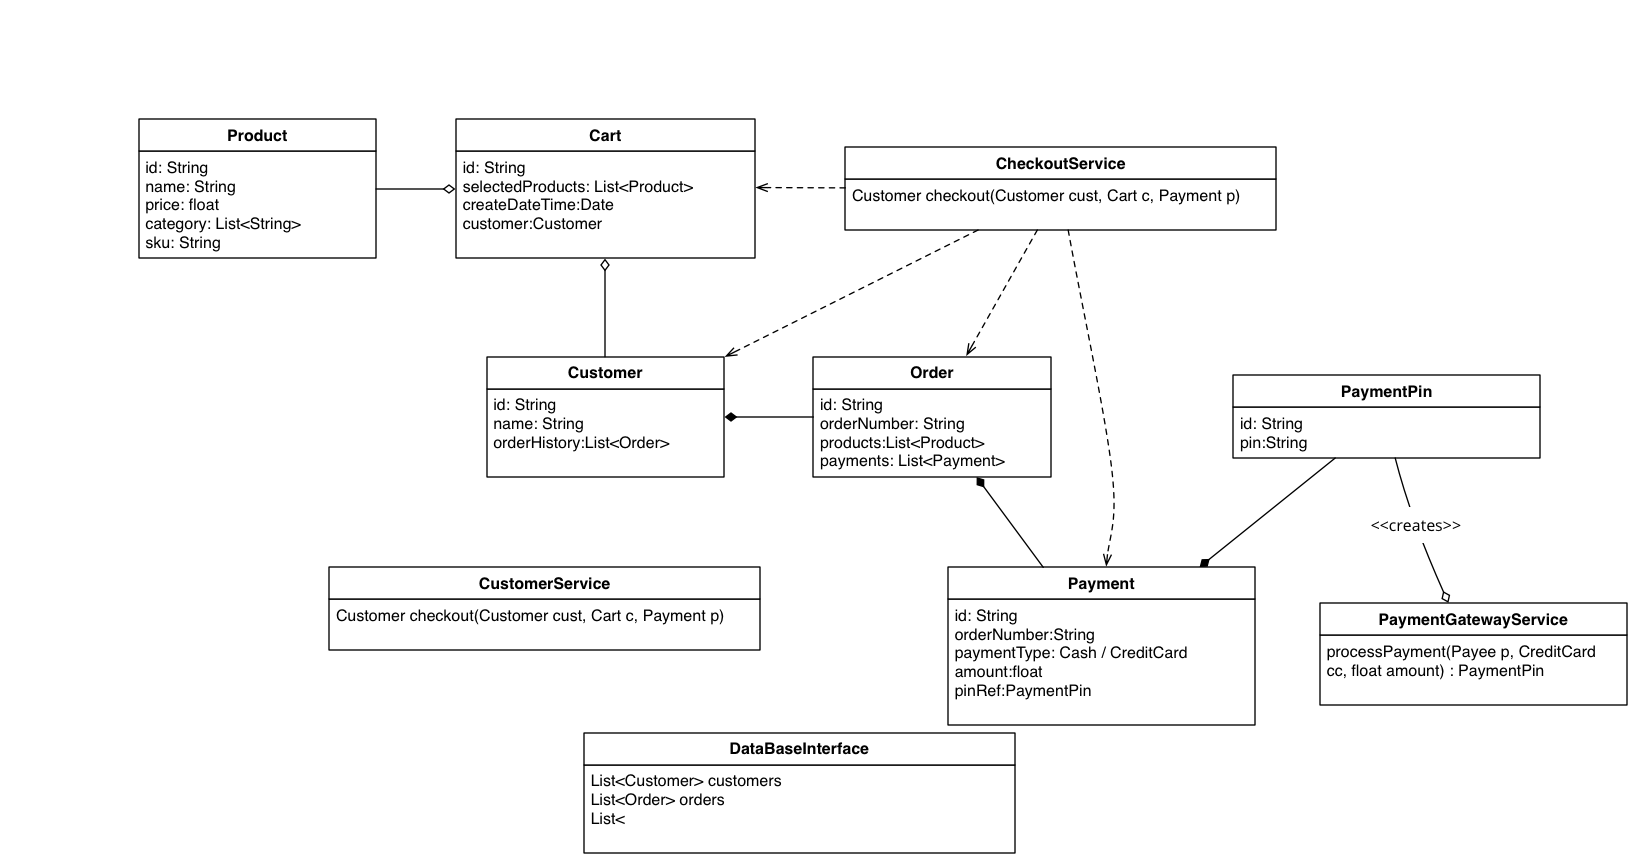 Product
id: String
name: String
price: float
category: List<String>
sku: String
Cart
id: String
selectedProducts: List<Product>
createDateTime:Date
customer:Customer
CheckoutService
Customer checkout(Customer cust, Cart c, Payment p)
Customer
id: String
name: String
orderHistory:List<Order>
Order
id: String
orderNumber: String
products:List<Product>
payments: List<Payment>
PaymentPin
id: String
pin:String
<<creates>>
CustomerService
Customer checkout(Customer cust, Cart c, Payment p)
Payment
id: String
orderNumber:String
paymentType: Cash / CreditCard
amount:float
pinRef:PaymentPin
PaymentGatewayService
processPayment(Payee p, CreditCard
cc, float amount) : PaymentPin
DataBaseInterface
List<Customer> customers
List<Order> orders
List<